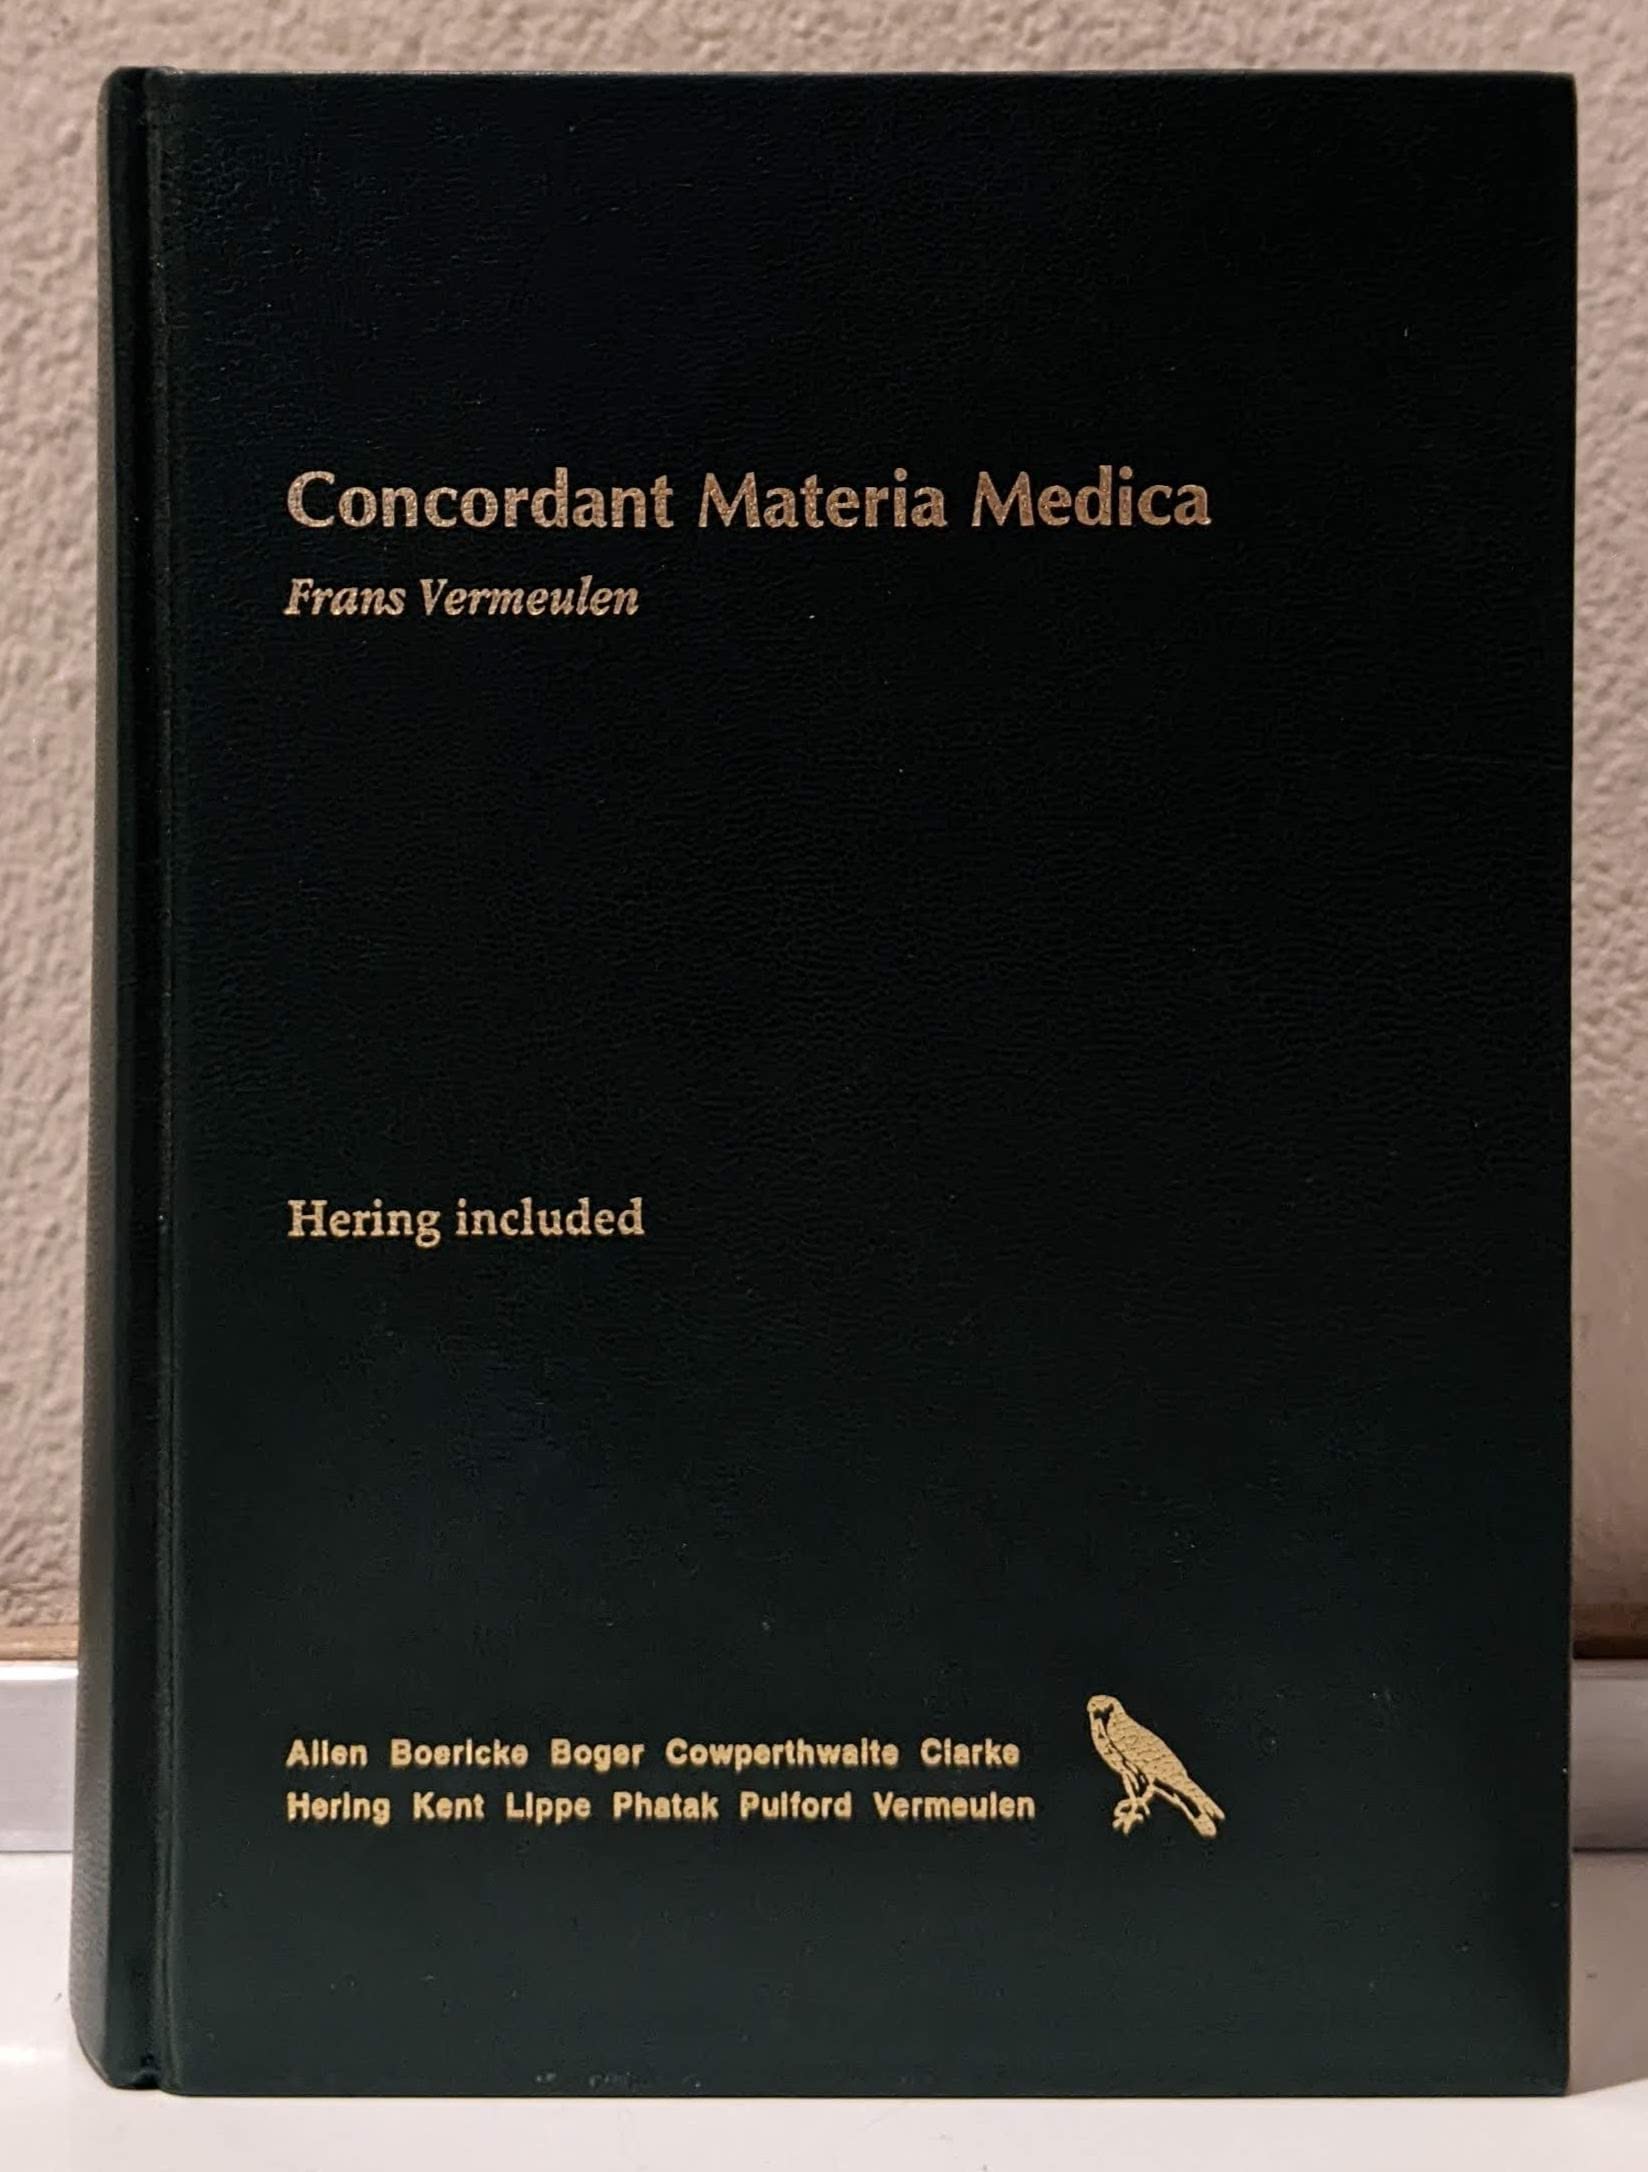 Concordant Materia Medica
Frans Vermeulen
Hering included
Allen Boericke Boger Cowperthwaite Clarke
Hering Kent Lippe Phatak Pulford Vermeulen